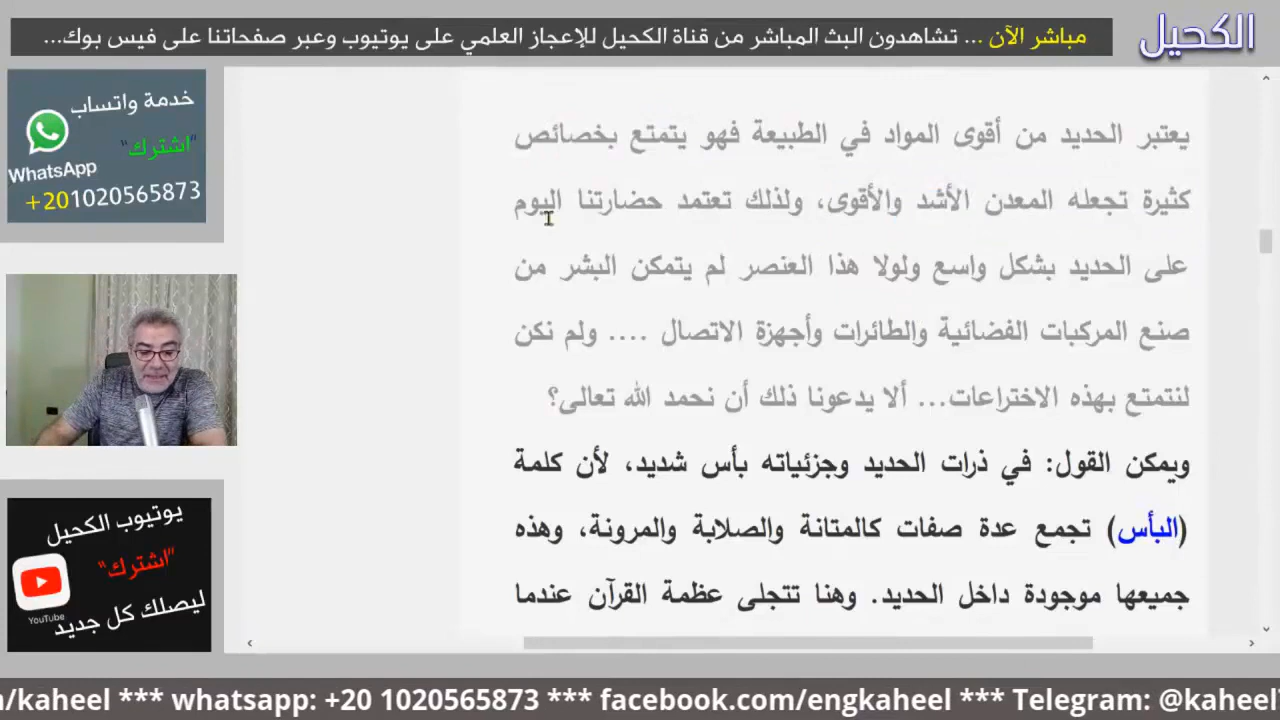 الكحيل
مباشر الآن ... تشاهدون البث المباشر من قناة الكحيل للإعجاز العلمي على يوتيوب وعبر صفحاتنا على فيس بوك...
خدمة واتساب
"اشترك"
WhatsApp
+201020565873
يعتبر الحديد من أقوى المواد في الطبيعة فهو يتمتع بخصائص
كثيرة تجعله المعدن الأشد والأقوى، ولذلك تعتمد حضارتنا اليوم
على الحديد بشكل واسع ولولا هذا العنصر لم يتمكن البشر من
صنع المركبات الفضائية والطائرات وأجهزة الاتصال .... ولم نكن
لنتمتع بهذه الاختراعات... ألا يدعونا ذلك أن نحمد الله تعالى؟
ويمكن القول: في ذرات الحديد وجزئياته بأس شديد، لأن كلمة
(البأس) تجمع عدة صفات كالمتانة والصلابة والمرونة، وهذه
جميعها موجودة داخل الحديد. وهنا تتجلى عظمة القرآن عندما
يوتيوب الكحيل
"اشترك"
YouTube
ليصلك كل جديد
/kaheel *** whatsapp: +20 1020565873 *** facebook.com/engkaheel *** Telegram: @kaheel